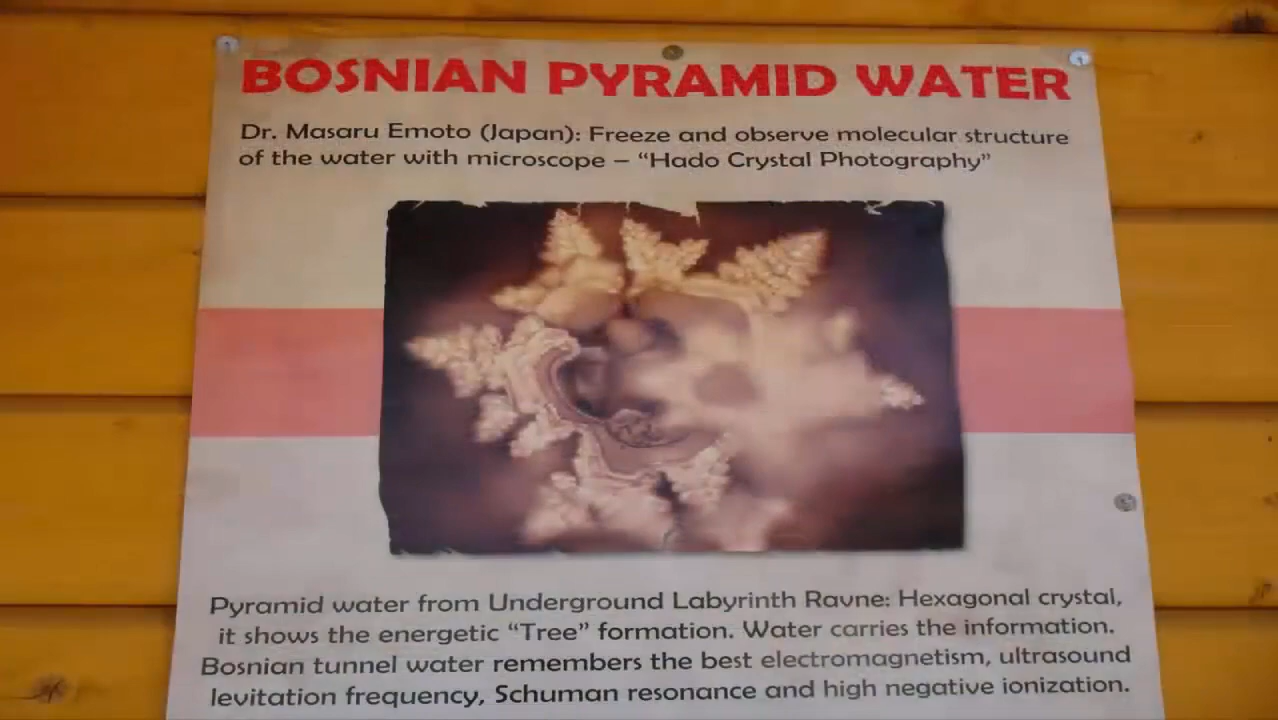 BOSNIAN PYRAMID WATER
Dr. Masaru Emoto (Japan): Freeze and observe molecular structure
of the water with microscope – “Hado Crystal Photography”
Pyramid water from Underground Labyrinth Ravne: Hexagonal crystal,
it shows the energetic “Tree” formation. Water carries the information.
Bosnian tunnel water remembers the best electromagnetism, ultrasound
levitation frequency, Schuman resonance and high negative ionization.